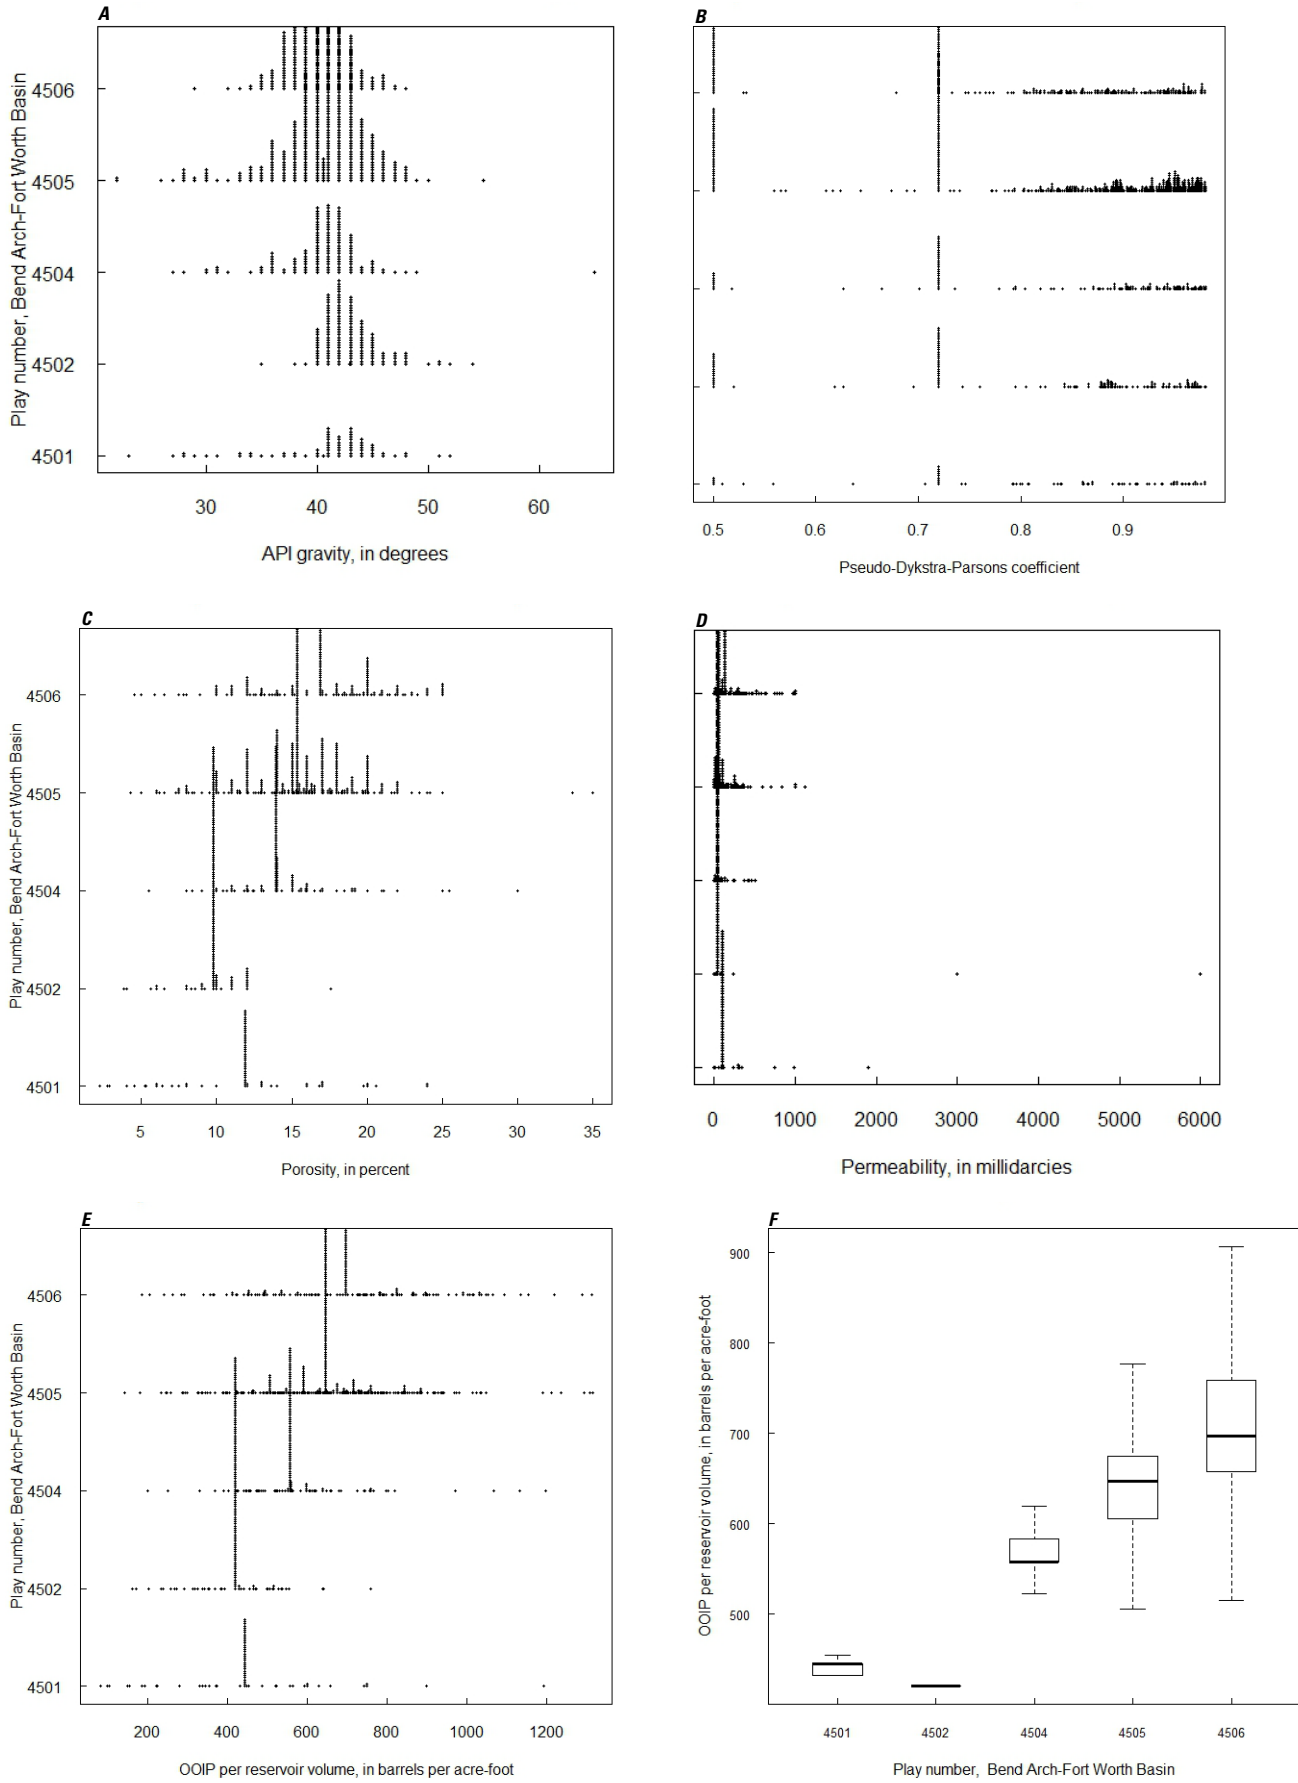 A
Play number, Bend Arch-Fort Worth Basin
4506
4505
4504
4502
4501
30 40 50 60
API gravity, in degrees
B
0.5 0.6 0.7 0.8 0.9
Pseudo-Dykstra-Parsons coefficient
C
Play number, Bend Arch-Fort Worth Basin
4506
4505
4504
4502
4501
5 10 15 20 25 30 35
Porosity, in percent
D
0 1000 2000 3000 4000 5000 6000
Permeability, in millidarcies
E
Play number, Bend Arch-Fort Worth Basin
4506
4505
4504
4502
4501
200 400 600 800 1000 1200
OOIP per reservoir volume, in barrels per acre-foot
F
OOIP per reservoir volume, in barrels per acre-foot
900
800
700
600
500
4501 4502 4504 4505 4506
Play number, Bend Arch-Fort Worth Basin